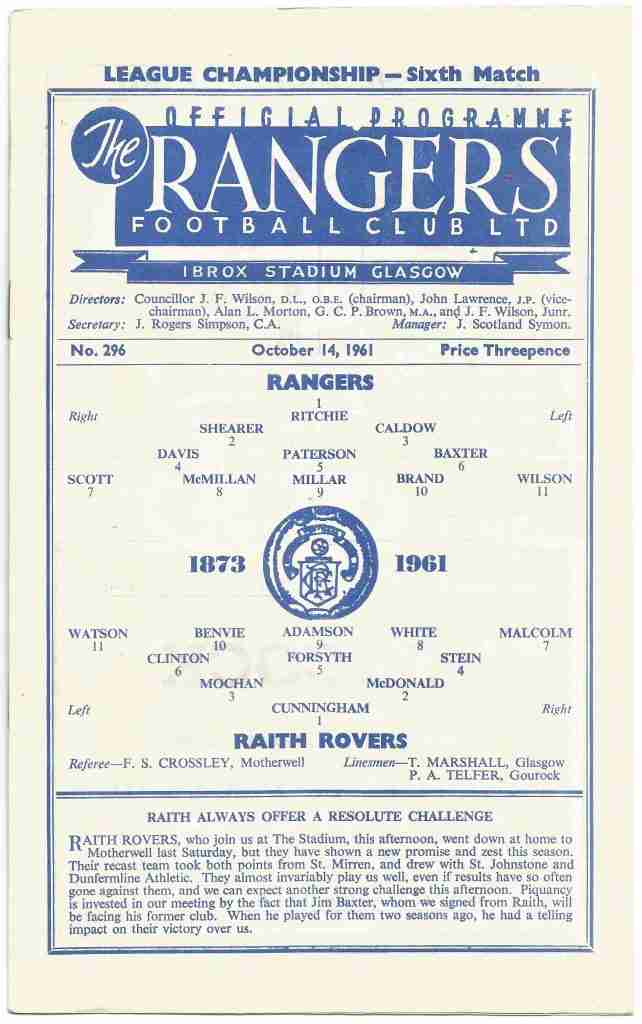 LEAGUE CHAMPIONSHIP – Sixth Match
OFFICIAL PROGRAMME
The RANGERS
FOOTBALL CLUB LTD
IBROX STADIUM GLASGOW
Directors: Councillor J. F. Wilson, D.L., O.B.E. (chairman), John Lawrence, J.P. (vice-
chairman), Alan L. Morton, G. C. P. Brown, M.A., and J. F. Wilson, Junr.
Secretary: J. Rogers Simpson, C.A. Manager: J. Scotland Symon.
No. 296 October 14, 1961 Price Threepence
RANGERS
1
Right RITCHIE Left
SHEARER CALDOW
2 3
DAVIS PATERSON BAXTER
4 5 6
SCOTT McMILLAN MILLAR BRAND WILSON
7 8 9 10 11
1873 1961
WATSON BENVIE ADAMSON WHITE MALCOLM
11 10 9 8 7
CLINTON FORSYTH STEIN
6 5 4
MOCHAN McDONALD
3 2
Left CUNNINGHAM Right
1
RAITH ROVERS
Referee—F. S. CROSSLEY, Motherwell Linesmen—T. MARSHALL, Glasgow
P. A. TELFER, Gourock
RAITH ALWAYS OFFER A RESOLUTE CHALLENGE
RAITH ROVERS, who join us at The Stadium, this afternoon, went down at home to
Motherwell last Saturday, but they have shown a new promise and zest this season.
Their recast team took both points from St. Mirren, and drew with St. Johnstone and
Dunfermline Athletic. They almost invariably play us well, even if results have so often
gone against them, and we can expect another strong challenge this afternoon. Piquancy
is invested in our meeting by the fact that Jim Baxter, whom we signed from Raith, will
be facing his former club. When he played for them two seasons ago, he had a telling
impact on their victory over us.